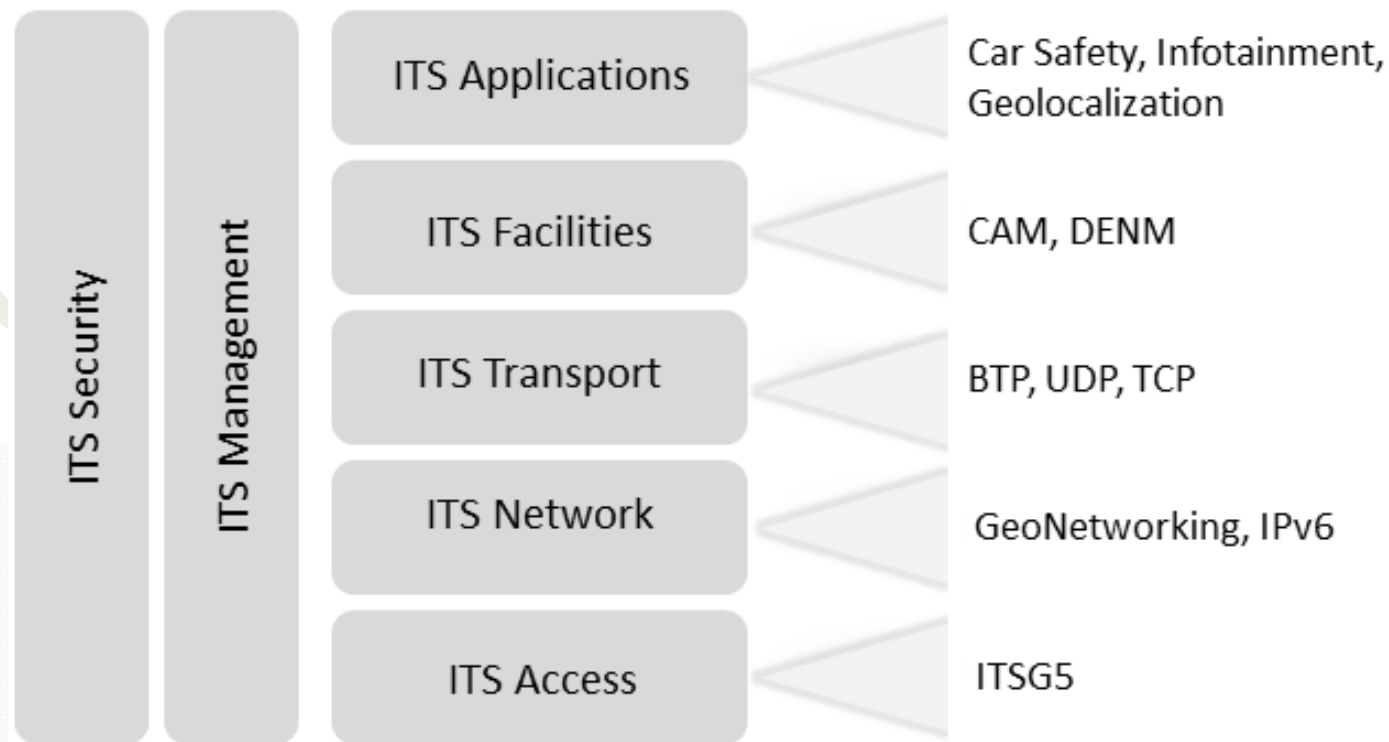 ITS Security
ITS Management
ITS Applications
Car Safety, Infotainment,
Geolocalization
ITS Facilities
CAM, DENM
ITS Transport
BTP, UDP, TCP
ITS Network
GeoNetworking, IPv6
ITS Access
ITSG5